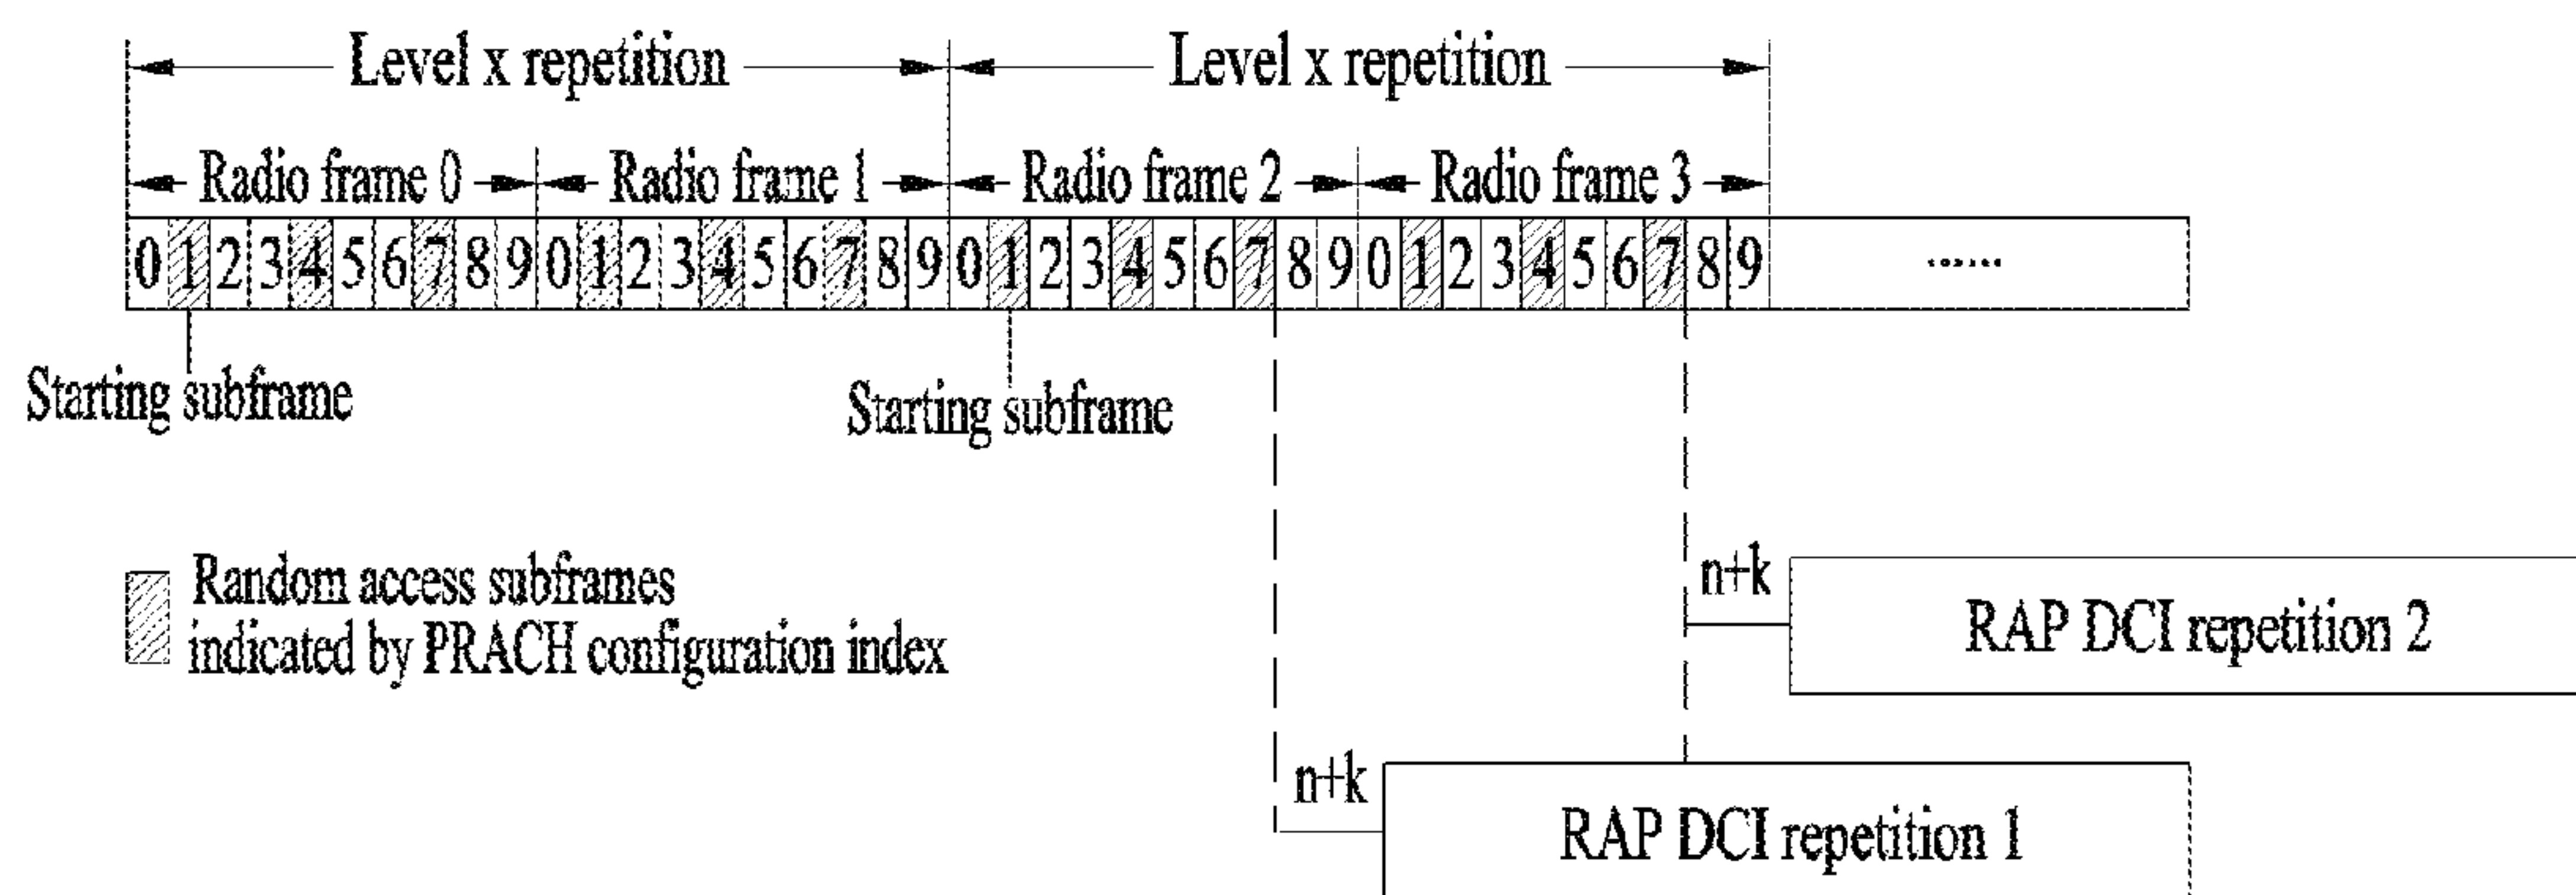 Level x repetition Level x repetition
Radio frame 0 Radio frame 1 Radio frame 2 Radio frame 3
0 1 2 3 4 5 6 7 8 9 0 1 2 3 4 5 6 7 8 9 0 1 2 3 4 5 6 7 8 9 0 1 2 3 4 5 6 7 8 9 ......
Starting subframe Starting subframe
Random access subframes
indicated by PRACH configuration index
n+k
RAP DCI repetition 2
n+k
RAP DCI repetition 1